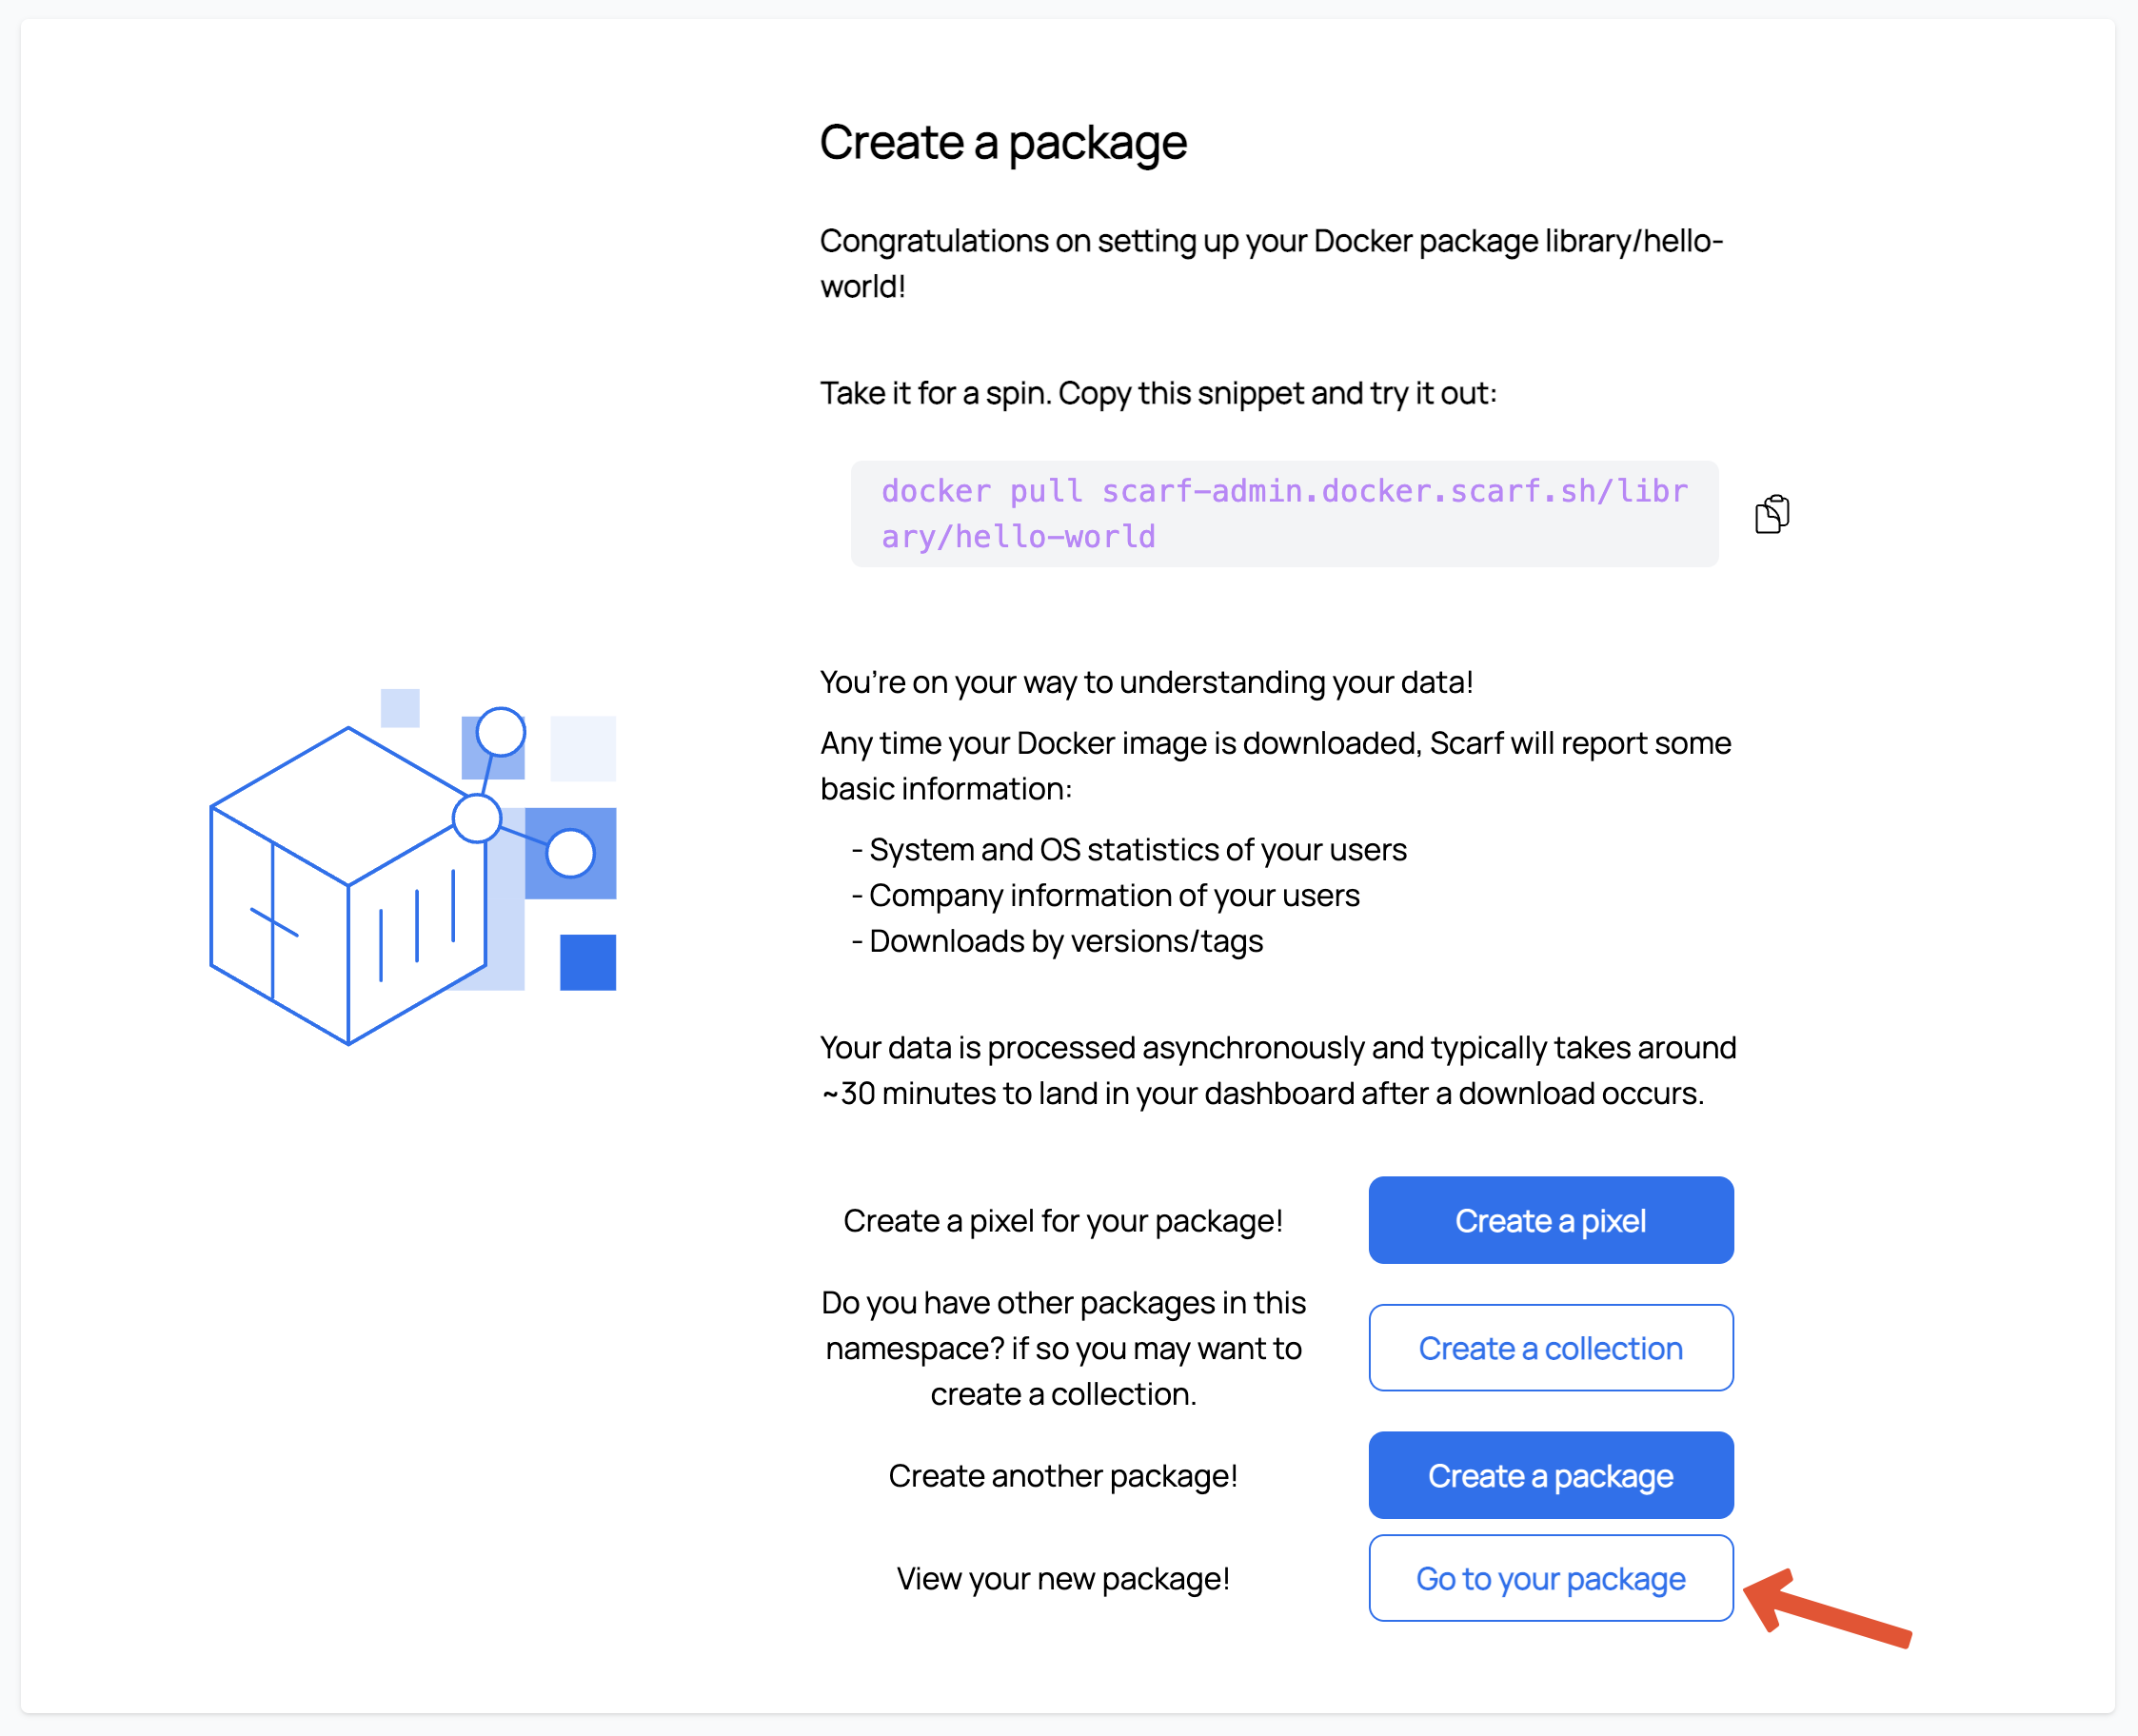 Create a package
Congratulations on setting up your Docker package library/hello-
world!
Take it for a spin. Copy this snippet and try it out:
docker pull scarf-admin.docker.scarf.sh/libr
ary/hello-world
You're on your way to understanding your data!
Any time your Docker image is downloaded, Scarf will report some
basic information:
- System and OS statistics of your users
- Company information of your users
- Downloads by versions/tags
Your data is processed asynchronously and typically takes around
~30 minutes to land in your dashboard after a download occurs.
Create a pixel for your package!
Create a pixel
Do you have other packages in this
namespace? if so you may want to
create a collection.
Create a collection
Create another package!
Create a package
View your new package!
Go to your package